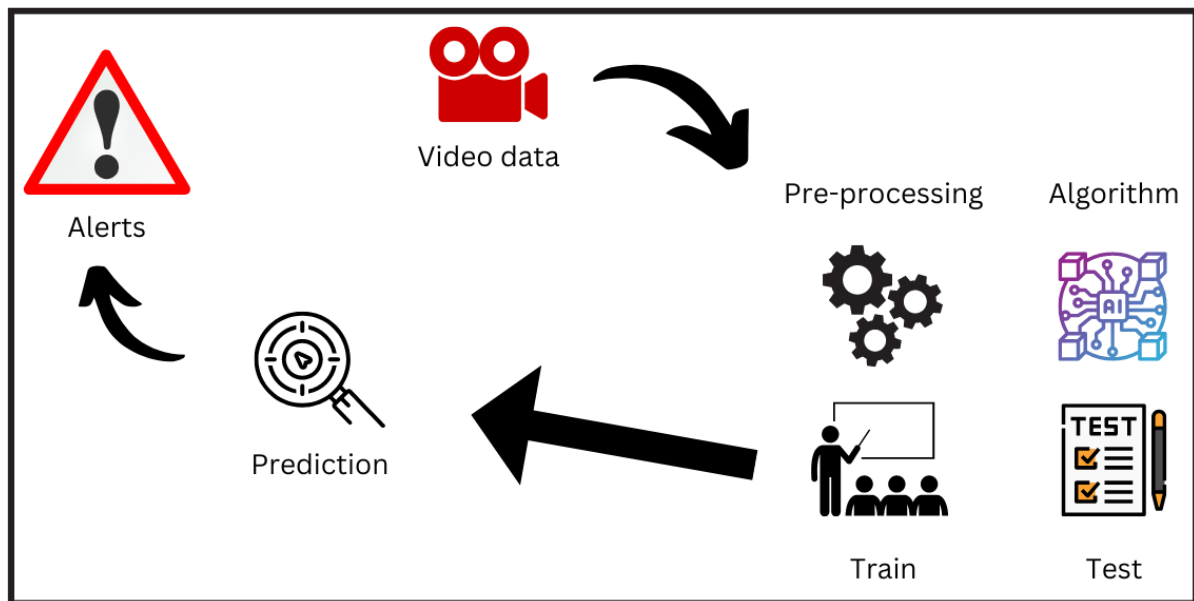 Video data
Pre-processing
Algorithm
Alerts
AI
TEST
Prediction
Train
Test